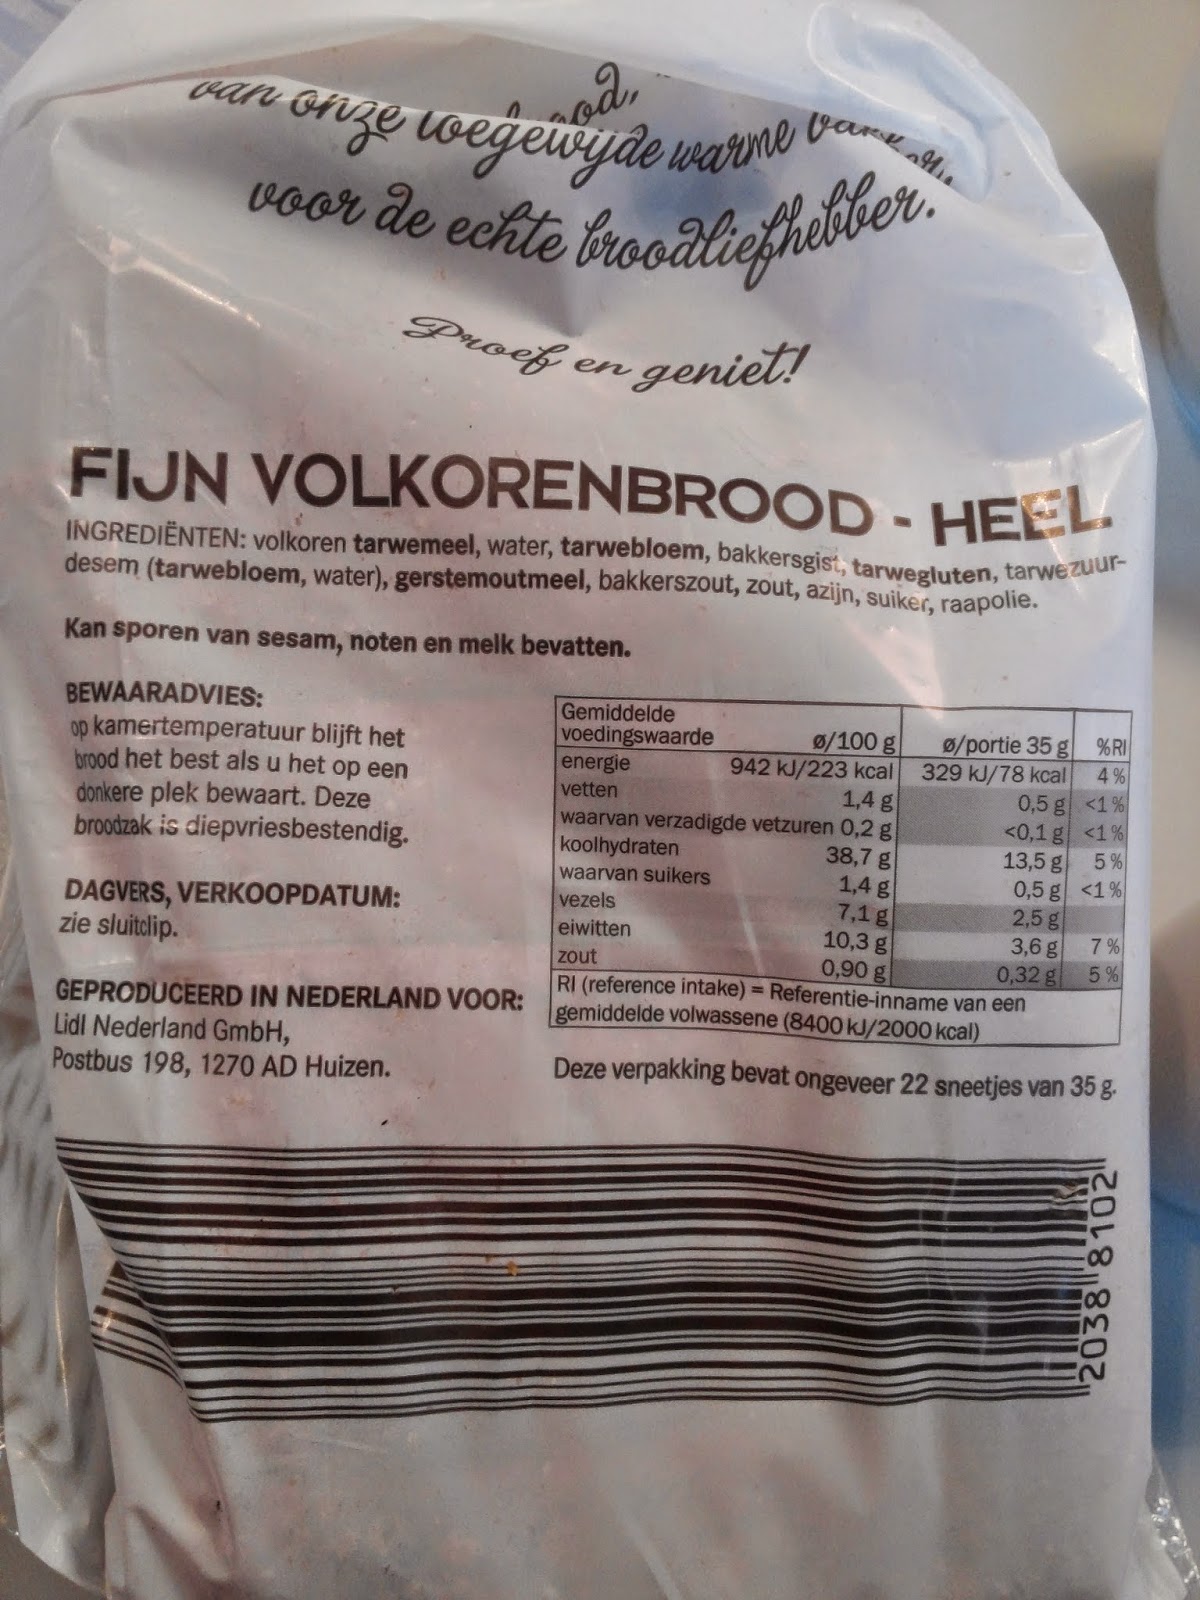 van onze toegewijde warme
voor de echte broodliefhebber.
Proef en geniet!
FIJN VOLKORENBROOD - HEEL
INGREDIËNTEN: volkoren tarwemeel, water, tarwebloem, bakkersgist, tarwegluten, tarwezuur-
desem (tarwebloem, water), gerstemoutmeel, bakkerszout, zout, azijn, suiker, raapolie.
Kan sporen van sesam, noten en melk bevatten.
BEWAARADVIES:
op kamertemperatuur blijft het
brood het best als u het op een
donkere plek bewaart. Deze
broodzak is diepvriesbestendig.
DAGVERS, VERKOOPDATUM:
zie sluitclip.
GEPRODUCEERD IN NEDERLAND VOOR:
Lidl Nederland GmbH,
Postbus 198, 1270 AD Huizen.
Gemiddelde
voedingswaarde ø/100 g ø/portie 35 g %RI
energie 942 kJ/223 kcal 329 kJ/78 kcal 4 %
vetten 1,4 g 0,5 g <1 %
waarvan verzadigde vetzuren 0,2 g <0,1 g <1 %
koolhydraten 38,7 g 13,5 g 5 %
waarvan suikers 1,4 g 0,5 g <1 %
vezels 7,1 g 2,5 g
eiwitten 10,3 g 3,6 g 7 %
zout 0,90 g 0,32 g 5 %
RI (reference intake) = Referentie-inname van een
gemiddelde volwassene (8400 kJ/2000 kcal)
Deze verpakking bevat ongeveer 22 sneetjes van 35 g.
2038 8102